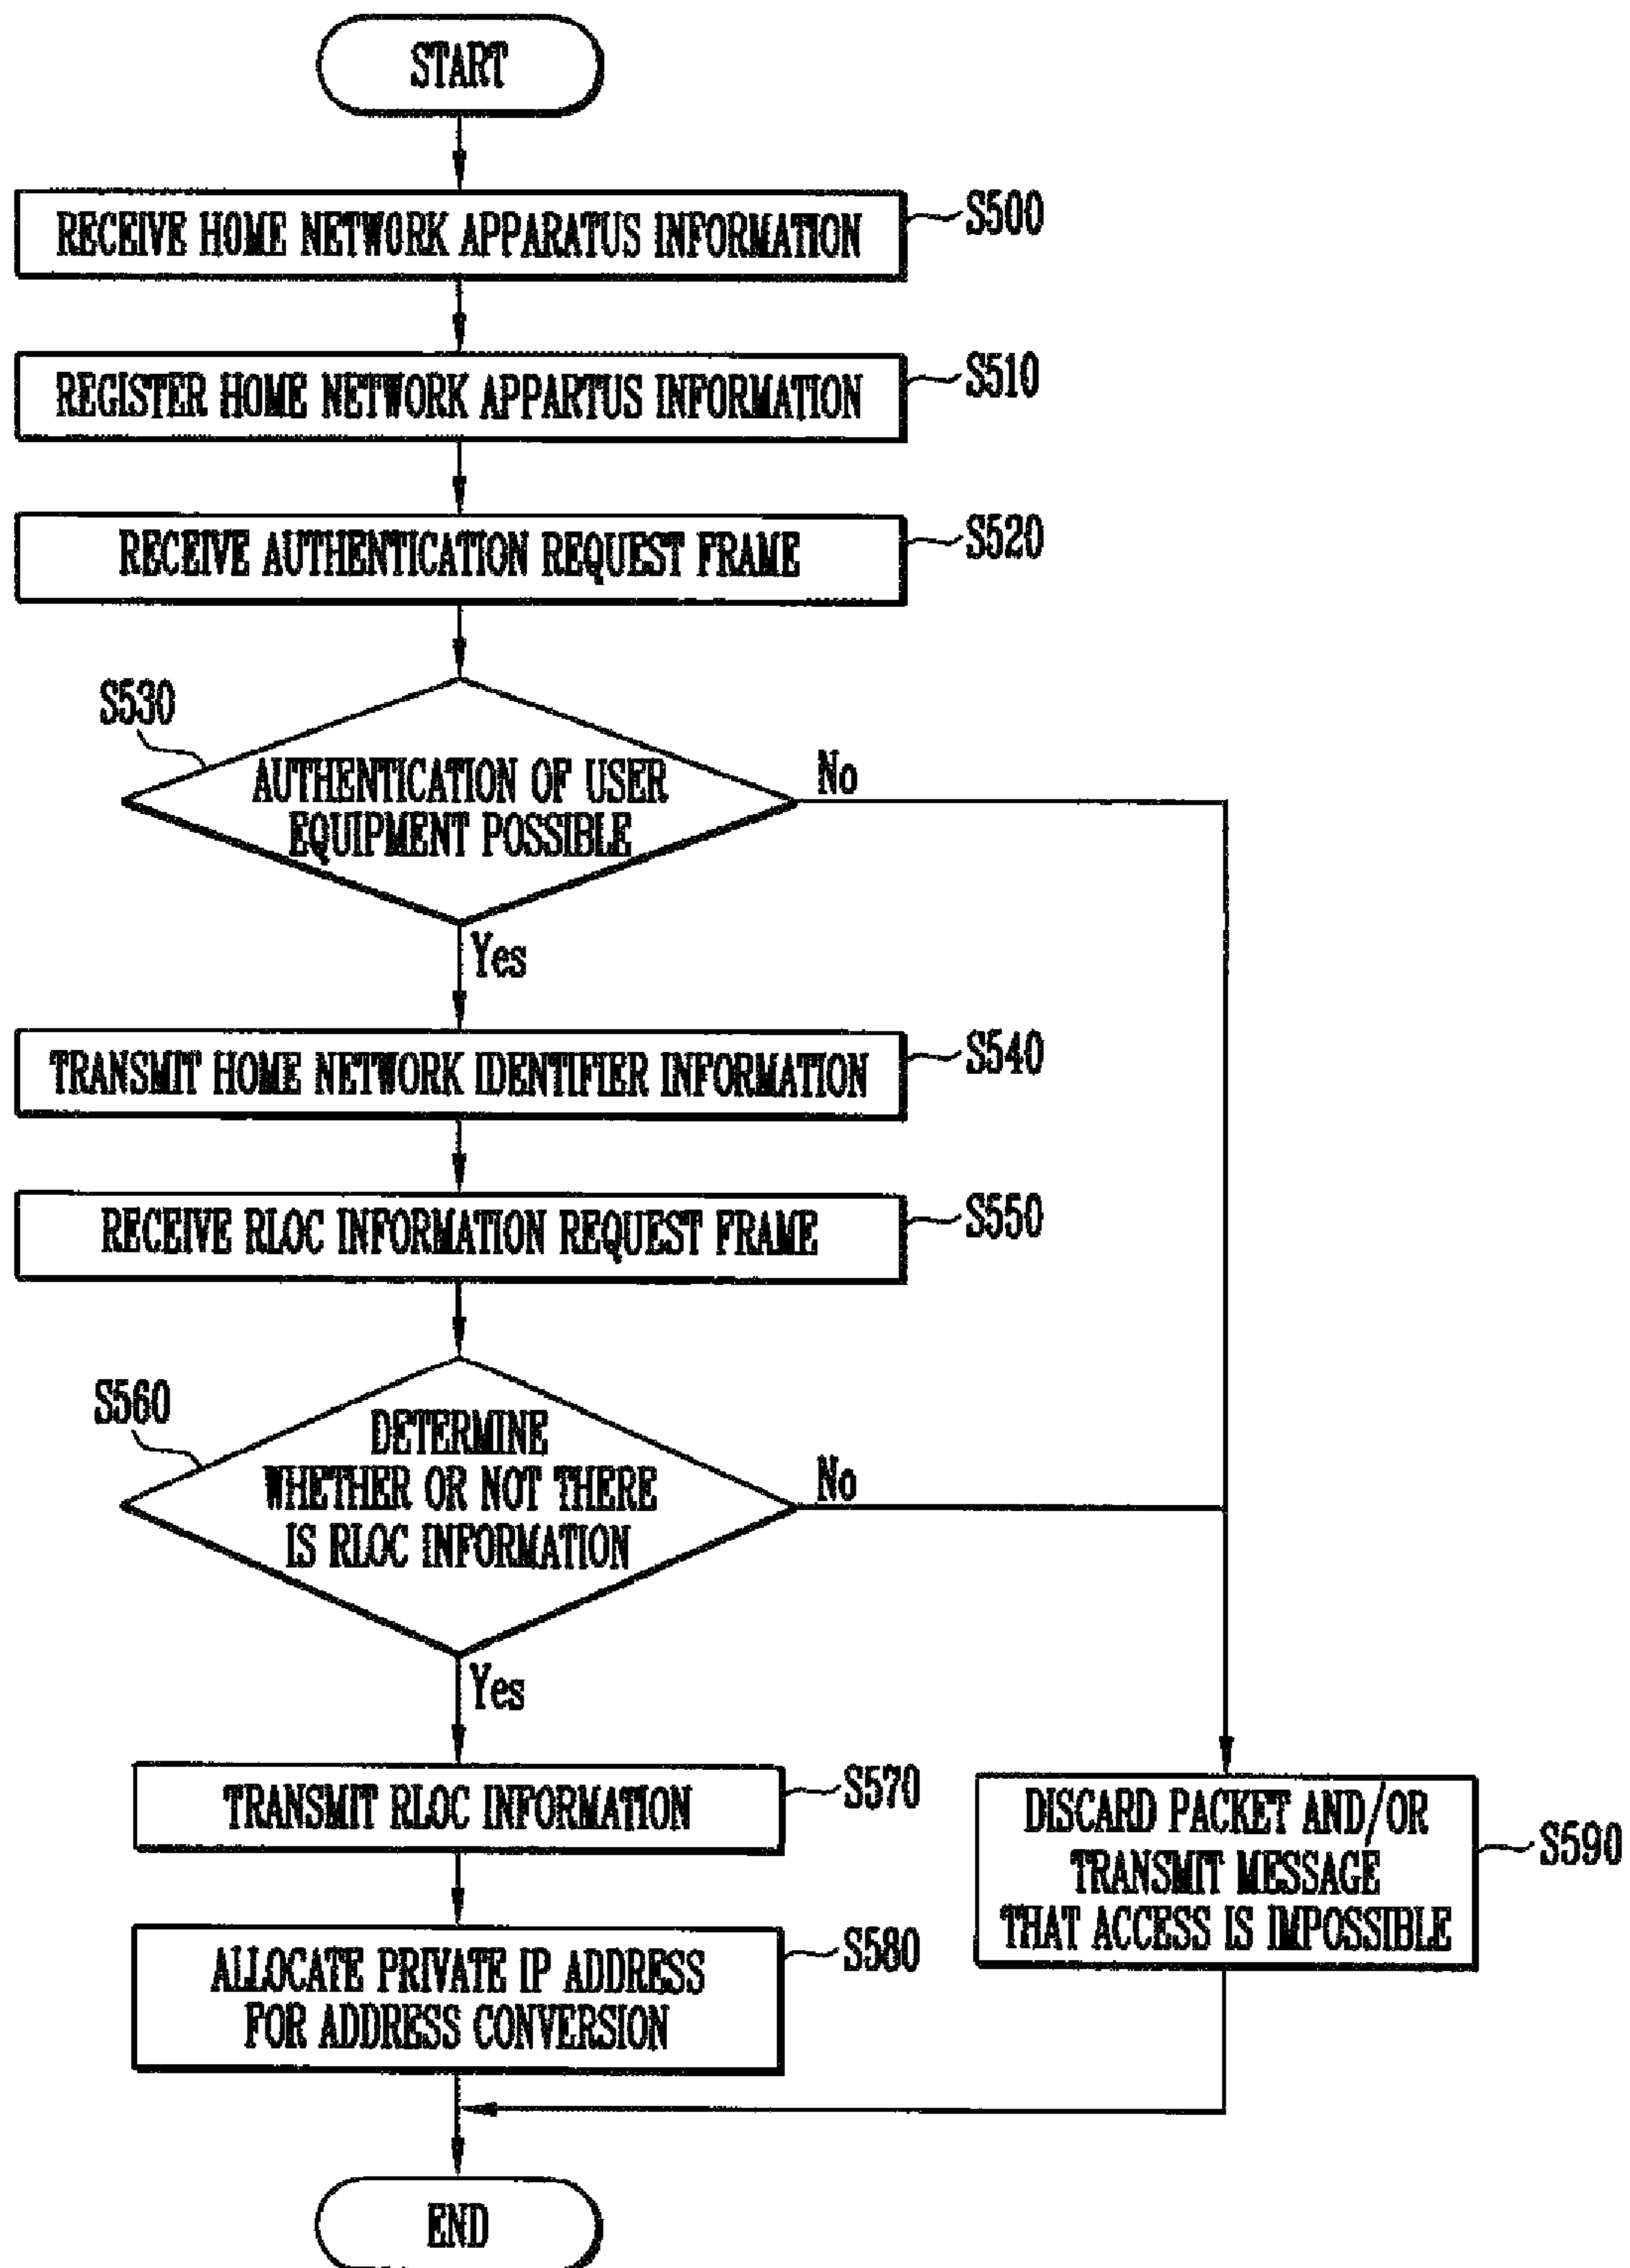 START
RECEIVE HOME NETWORK APPARATUS INFORMATION
S500
REGISTER HOME NETWORK APPARTUS INFORMATION
S510
RECEIVE AUTHENTICATION REQUEST FRAME
S520
S530
AUTHENTICATION OF USER
EQUIPMENT POSSIBLE
No
Yes
TRANSMIT HOME NETWORK IDENTIFIER INFORMATION
S540
RECEIVE RLOC INFORMATION REQUEST FRAME
S550
S560
DETERMINE
WHETHER OR NOT THERE
IS RLOC INFORMATION
No
Yes
TRANSMIT RLOC INFORMATION
S570
DISCARD PACKET AND/OR
TRANSMIT MESSAGE
THAT ACCESS IS IMPOSSIBLE
S590
ALLOCATE PRIVATE IP ADDRESS
FOR ADDRESS CONVERSION
S580
END